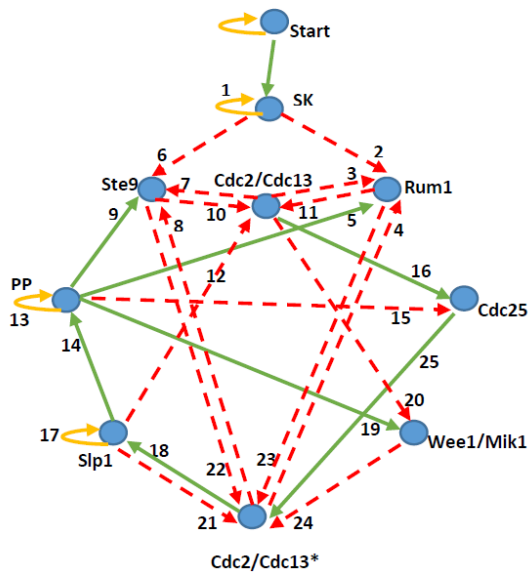 Start
1 SK
6 2
Cdc2/Cdc13 3
Ste9 7 Rum1
9 8 10 11 5 4
12 16
PP
13 15 Cdc25
14 25
20
17 18 19 Wee1/Mik1
Slp1 22 23
21 24
Cdc2/Cdc13*